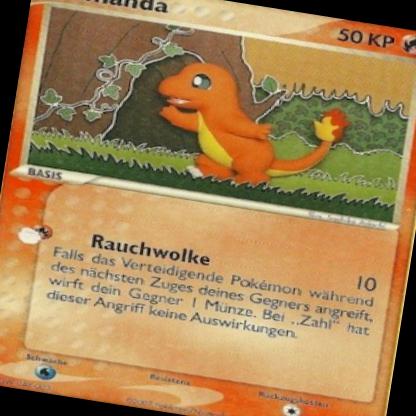 50 KP
BASIS
Rauchwolke 10
Falls das Verteidigende Pokémon während
des nächsten Zuges deines Gegners angreift,
wirft dein Gegner 1 Münze. Bei „Zahl“ hat
dieser Angriff keine Auswirkungen.
Schwäche Resistenz Rückzugskosten